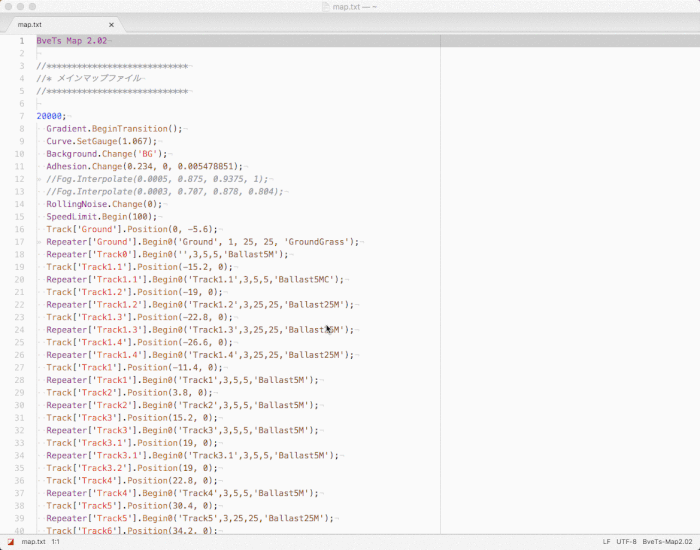 map.txt — ~
map.txt ×
1 BveTs Map 2.02
2
3 //****************************
4 //* メインマップファイル
5 //****************************
6
7 20000;
8 Gradient.BeginTransition();
9 Curve.SetGauge(1.067);
10 Background.Change('BG');
11 Adhesion.Change(0.234, 0, 0.005478851);
12 //Fog.Interpolate(0.0005, 0.875, 0.9375, 1);
13 //Fog.Interpolate(0.0003, 0.707, 0.878, 0.804);
14 RollingNoise.Change(0);
15 SpeedLimit.Begin(100);
16 Track['Ground'].Position(0, -5.6);
17 Repeater['Ground'].Begin0('Ground', 1, 25, 25, 'GroundGrass');
18 Repeater['Track0'].Begin0('',3,5,5,'Ballast5M');
19 Track['Track1.1'].Position(-15.2, 0);
20 Repeater['Track1.1'].Begin0('Track1.1',3,5,5,'Ballast5MC');
21 Track['Track1.2'].Position(-19, 0);
22 Repeater['Track1.2'].Begin0('Track1.2',3,25,25,'Ballast25M');
23 Track['Track1.3'].Position(-22.8, 0);
24 Repeater['Track1.3'].Begin0('Track1.3',3,25,25,'Ballast25M');
25 Track['Track1.4'].Position(-26.6, 0);
26 Repeater['Track1.4'].Begin0('Track1.4',3,25,25,'Ballast25M');
27 Track['Track1'].Position(-11.4, 0);
28 Repeater['Track1'].Begin0('Track1',3,5,5,'Ballast5M');
29 Track['Track2'].Position(3.8, 0);
30 Repeater['Track2'].Begin0('Track2',3,5,5,'Ballast5M');
31 Track['Track3'].Position(15.2, 0);
32 Repeater['Track3'].Begin0('Track3',3,5,5,'Ballast5M');
33 Track['Track3.1'].Position(19, 0);
34 Repeater['Track3.1'].Begin0('Track3.1',3,5,5,'Ballast5M');
35 Track['Track3.2'].Position(19, 0);
36 Track['Track4'].Position(22.8, 0);
37 Repeater['Track4'].Begin0('Track4',3,5,5,'Ballast5M');
38 Track['Track5'].Position(30.4, 0);
39 Repeater['Track5'].Begin0('Track5',3,25,25,'Ballast25M');
40 Track['Track6'].Position(34.2, 0);
map.txt 1:1 LF UTF-8 BveTs-Map2.02